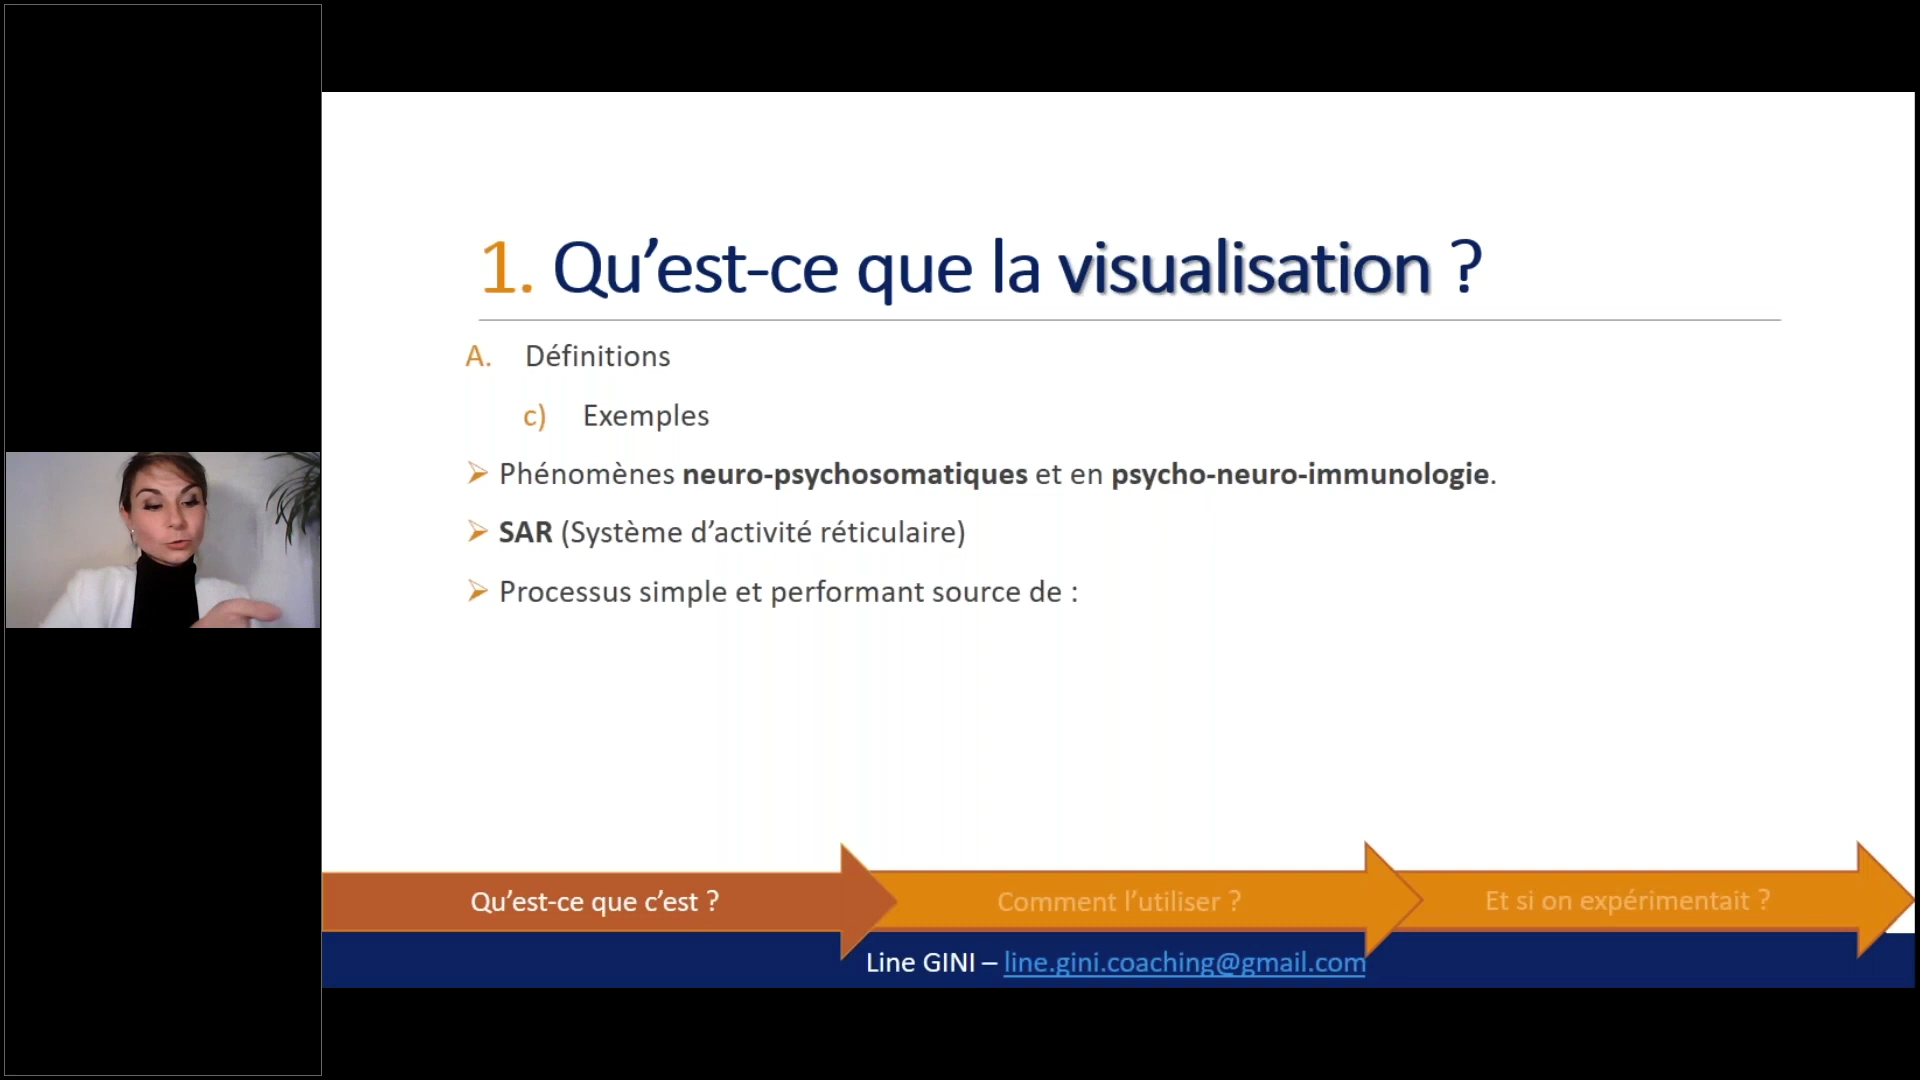 1. Qu’est-ce que la visualisation ?
A. Définitions
c) Exemples
Phénomènes neuro-psychosomatiques et en psycho-neuro-immunologie.
SAR (Système d’activité réticulaire)
Processus simple et performant source de :
Qu’est-ce que c’est ?
Comment l’utiliser ?
Et si on expérimentait ?
Line GINI – line.gini.coaching@gmail.com